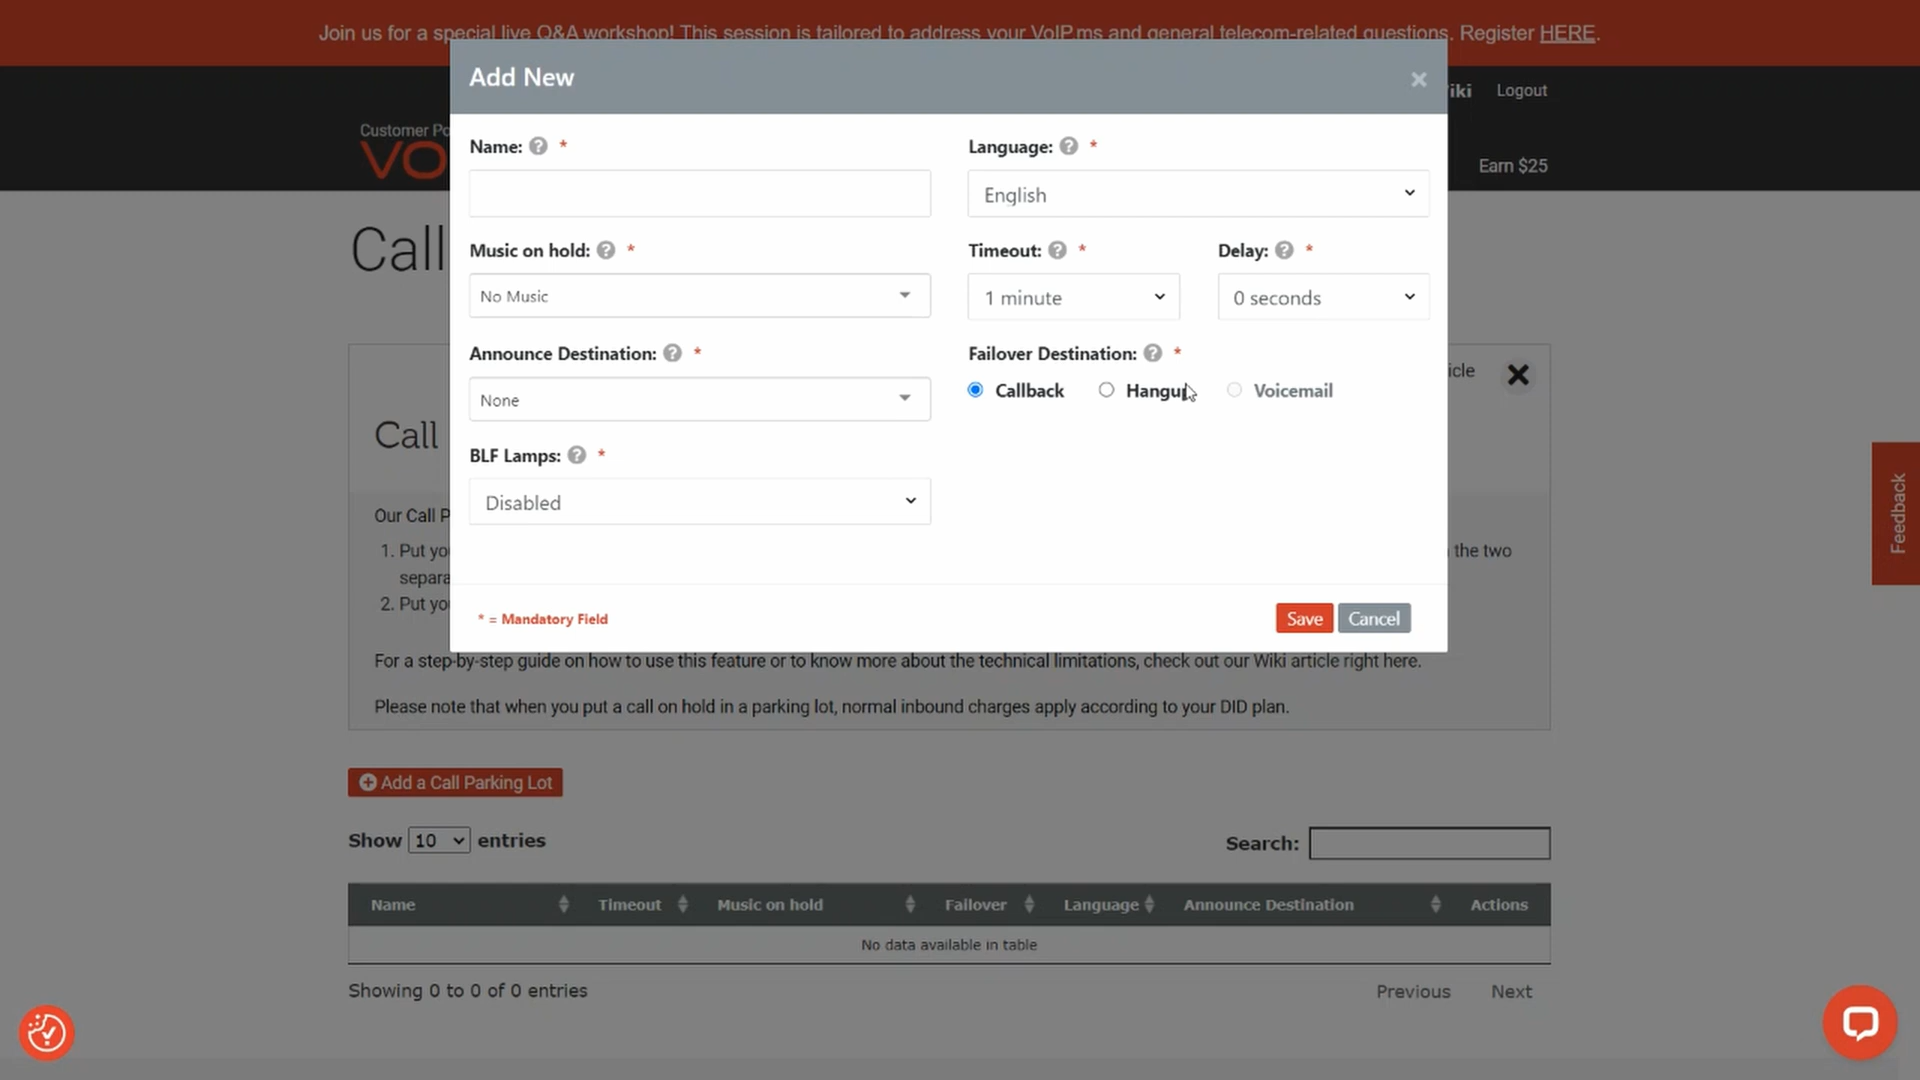 Join us for a special live Q&A workshop! This session is tailored to address your VoIP.ms and general telecom-related questions. Register HERE.
Add New
iki
Logout
Customer Po
VO
Earn $25
Name: ? *
Language: ? *
English
Call
Music on hold: ? *
Timeout: ? *
Delay: ? *
No Music
1 minute
0 seconds
Announce Destination: ? *
Failover Destination: ? *
icle
None
Callback
Hangup
Voicemail
Call
BLF Lamps: ? *
Disabled
Our Call P
1. Put yo
the two
separa
2. Put yo
* = Mandatory Field
Save
Cancel
For a step-by-step guide on how to use this feature or to know more about the technical limitations, check out our Wiki article right here.
Please note that when you put a call on hold in a parking lot, normal inbound charges apply according to your DID plan.
Feedback
Add a Call Parking Lot
Show 10 entries
Search:
Name
Timeout
Music on hold
Failover
Language
Announce Destination
Actions
No data available in table
Showing 0 to 0 of 0 entries
Previous
Next